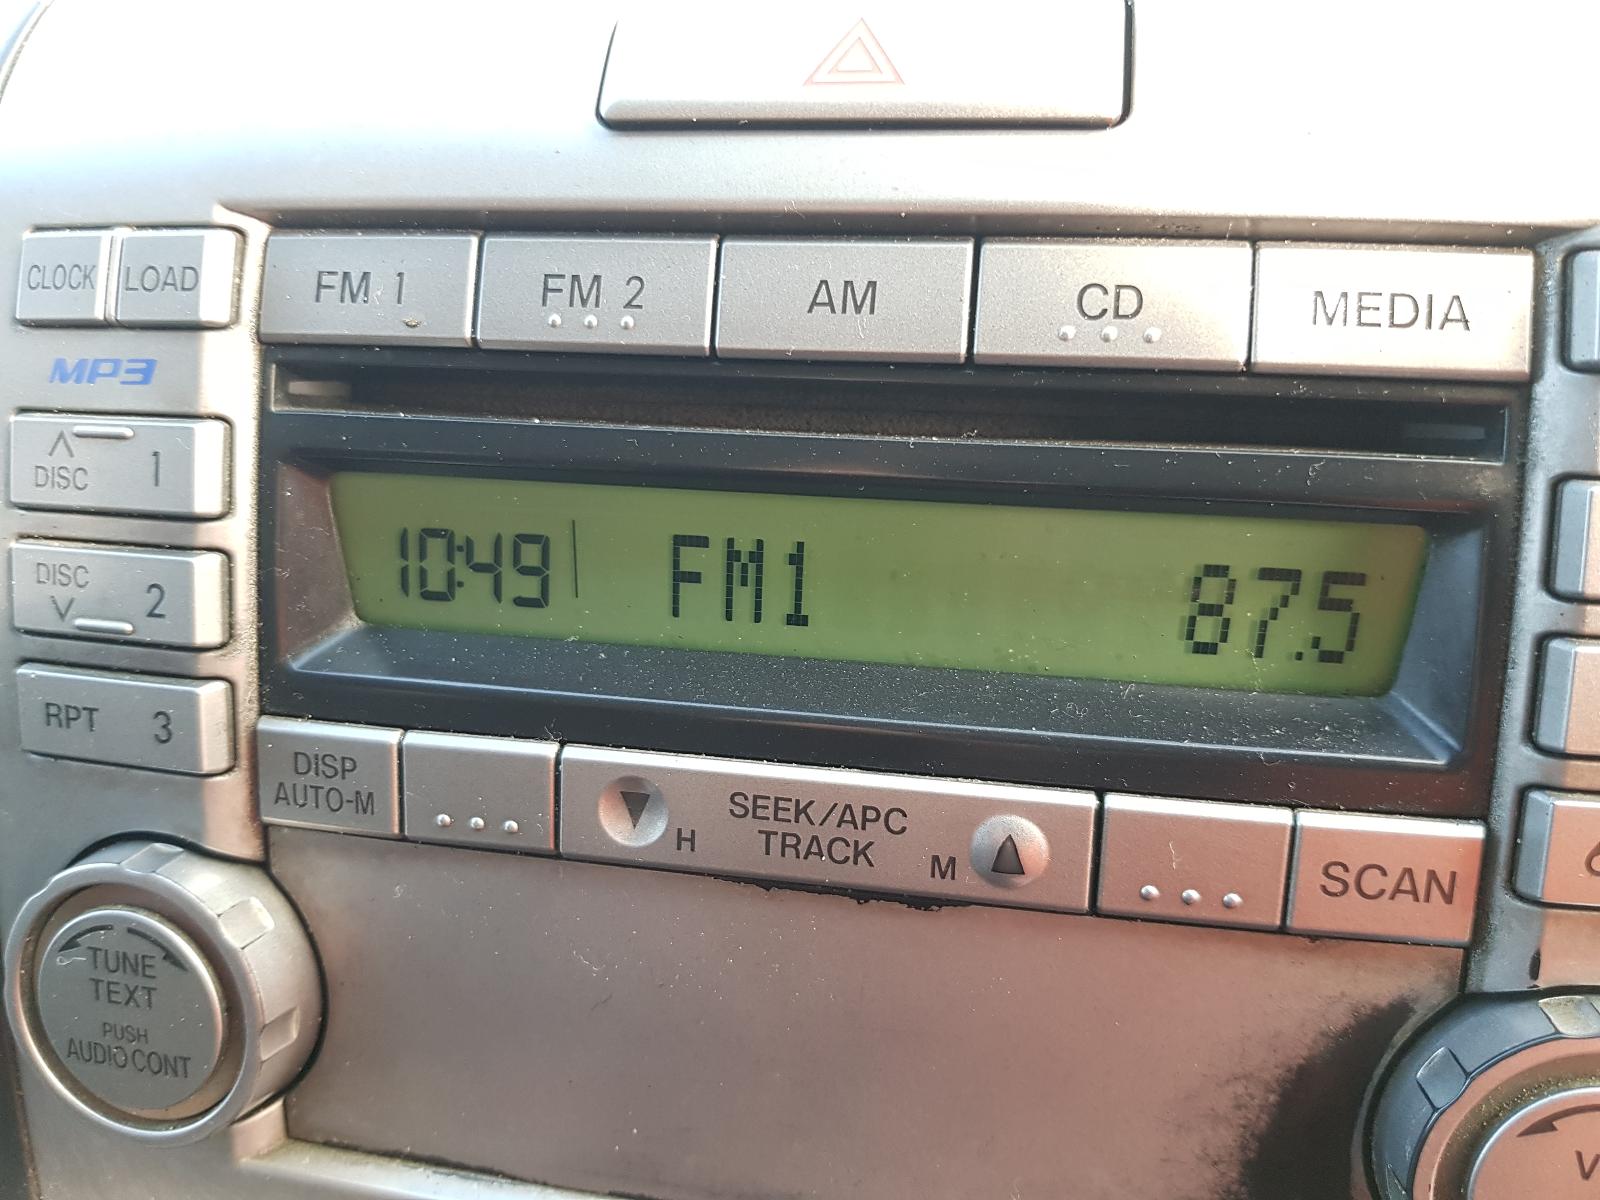 CLOCK
LOAD
FM 1
FM 2
AM
CD
MEDIA
MP3
DISC 1
10:49 FM1 87.5
DISC 2
RPT 3
DISP
AUTO-M
SEEK/APC
TRACK
H
M
SCAN
TUNE
TEXT
PUSH
AUDIO CONT